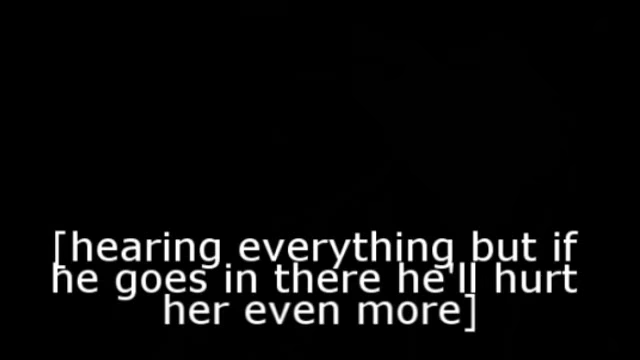 [hearing everything but if
he goes in there he'll hurt
her even more]